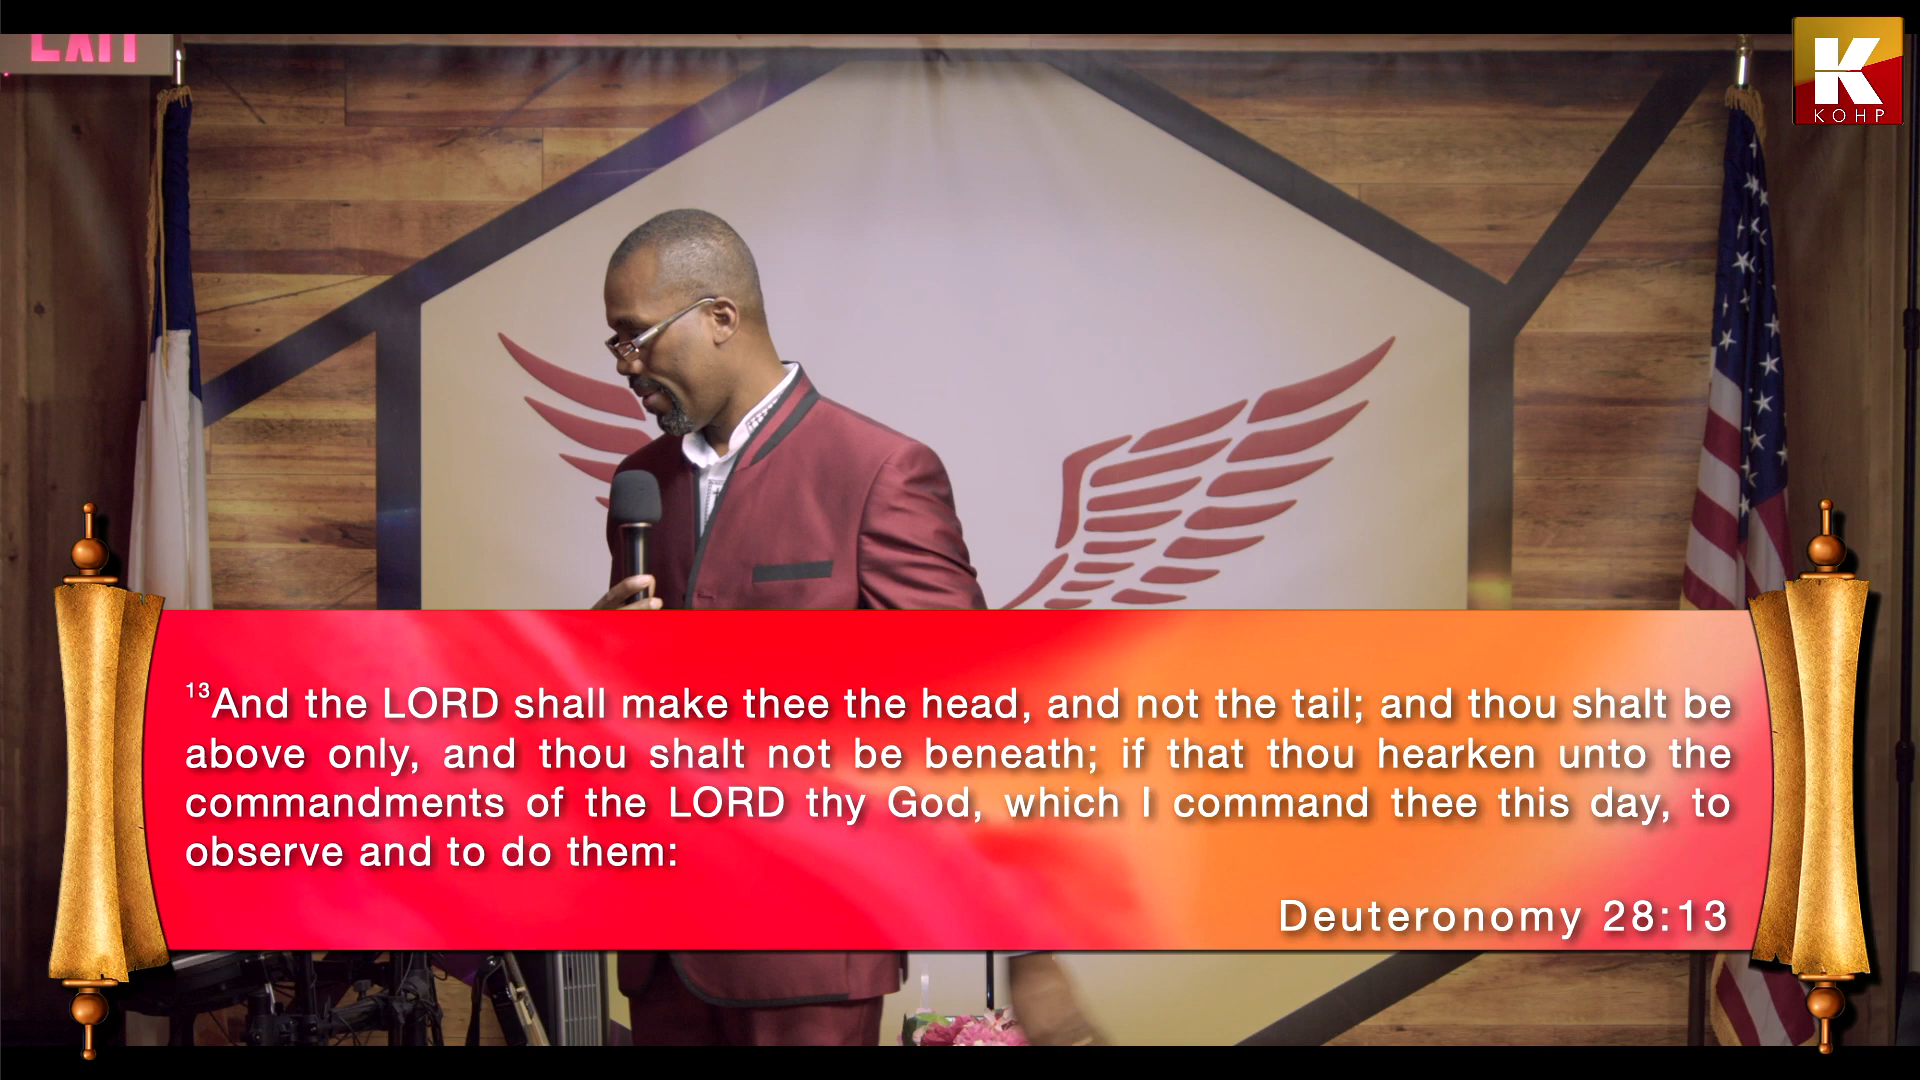 EXIT
K
KOHP
13And the LORD shall make thee the head, and not the tail; and thou shalt be
above only, and thou shalt not be beneath; if that thou hearken unto the
commandments of the LORD thy God, which I command thee this day, to
observe and to do them:
Deuteronomy 28:13